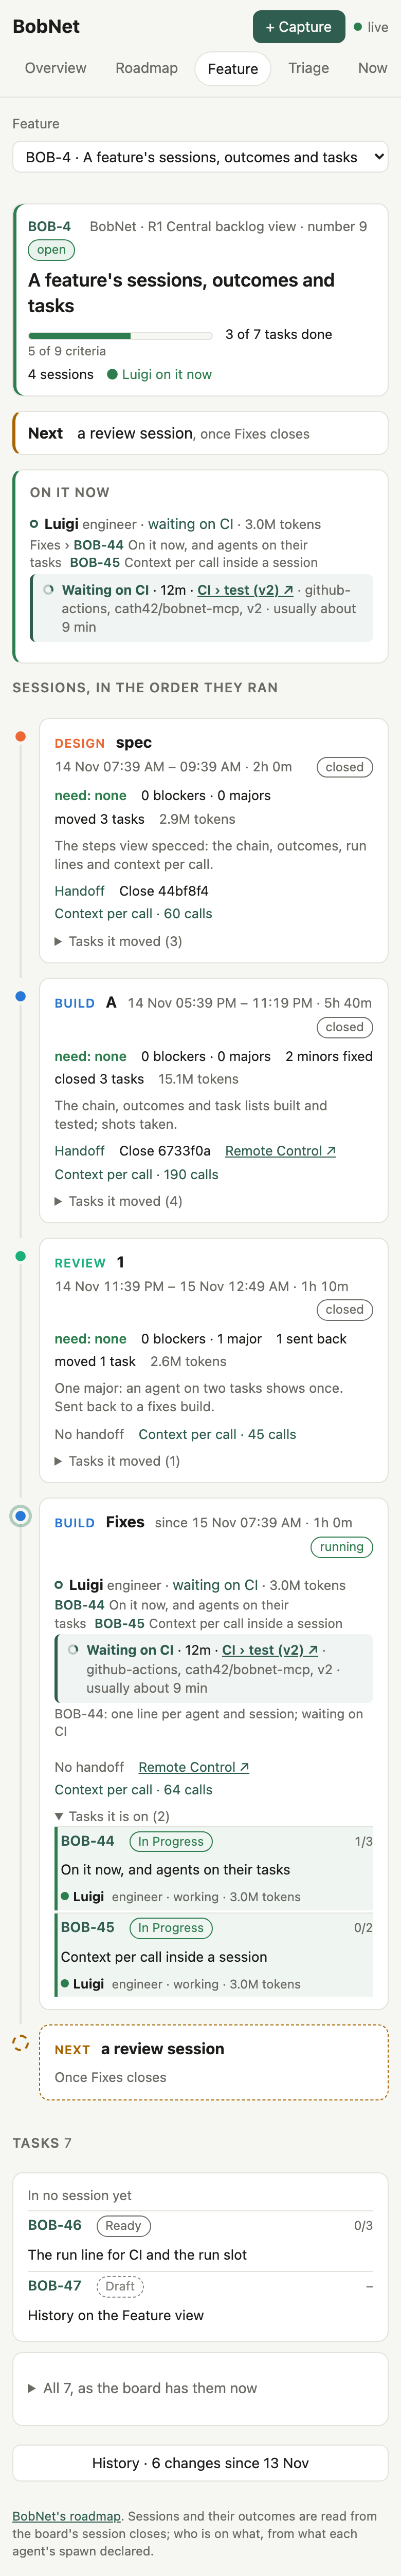 BobNet
+ Capture
live
Overview Roadmap Feature Triage Now
Feature
BOB-4 · A feature's sessions, outcomes and tasks
BOB-4 BobNet · R1 Central backlog view · number 9
open
A feature's sessions, outcomes and
tasks
3 of 7 tasks done
5 of 9 criteria
4 sessions Luigi on it now
Next a review session, once Fixes closes
ON IT NOW
Luigi engineer · waiting on CI · 3.0M tokens
Fixes › BOB-44 On it now, and agents on their
tasks BOB-45 Context per call inside a session
Waiting on CI · 12m · CI › test (v2) ↗ · github-
actions, cath42/bobnet-mcp, v2 · usually about
9 min
SESSIONS, IN THE ORDER THEY RAN
DESIGN spec
14 Nov 07:39 AM – 09:39 AM · 2h 0m closed
need: none 0 blockers · 0 majors
moved 3 tasks 2.9M tokens
The steps view specced: the chain, outcomes, run
lines and context per call.
Handoff Close 44bf8f4
Context per call · 60 calls
▶ Tasks it moved (3)
BUILD A 14 Nov 05:39 PM – 11:19 PM · 5h 40m
closed
need: none 0 blockers · 0 majors 2 minors fixed
closed 3 tasks 15.1M tokens
The chain, outcomes and task lists built and
tested; shots taken.
Handoff Close 6733f0a Remote Control ↗
Context per call · 190 calls
▶ Tasks it moved (4)
REVIEW 1
14 Nov 11:39 PM – 15 Nov 12:49 AM · 1h 10m
closed
need: none 0 blockers · 1 major 1 sent back
moved 1 task 2.6M tokens
One major: an agent on two tasks shows once.
Sent back to a fixes build.
No handoff Context per call · 45 calls
▶ Tasks it moved (1)
BUILD Fixes since 15 Nov 07:39 AM · 1h 0m
running
Luigi engineer · waiting on CI · 3.0M tokens
BOB-44 On it now, and agents on their
tasks BOB-45 Context per call inside a session
Waiting on CI · 12m · CI › test (v2) ↗ ·
github-actions, cath42/bobnet-mcp, v2 ·
usually about 9 min
BOB-44: one line per agent and session; waiting on
CI
No handoff Remote Control ↗
Context per call · 64 calls
▼ Tasks it is on (2)
BOB-44 In Progress 1/3
On it now, and agents on their tasks
Luigi engineer · working · 3.0M tokens
BOB-45 In Progress 0/2
Context per call inside a session
Luigi engineer · working · 3.0M tokens
NEXT a review session
Once Fixes closes
TASKS 7
In no session yet
BOB-46 Ready 0/3
The run line for CI and the run slot
BOB-47 Draft –
History on the Feature view
▶ All 7, as the board has them now
History · 6 changes since 13 Nov
BobNet's roadmap. Sessions and their outcomes are read from
the board's session closes; who is on what, from what each
agent's spawn declared.